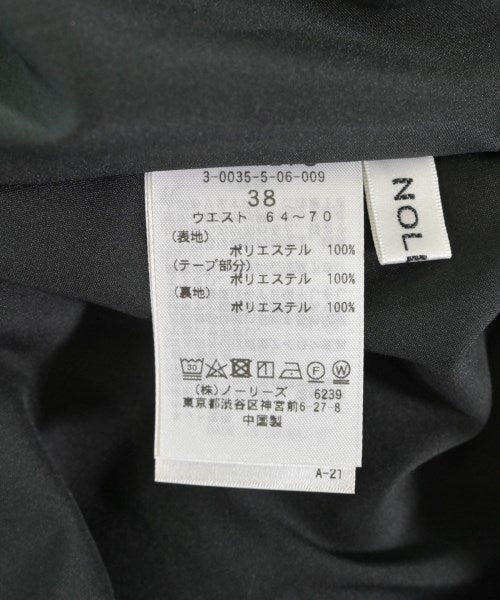 3-0035-5-06-009
38
ウエスト 64～70
(表地)
ポリエステル 100%
(テープ部分)
ポリエステル 100%
(裏地)
ポリエステル 100%
30
F W
(株)ノーリーズ 6239
東京都渋谷区神宮前6-27-8
中国製
A-21
NOL